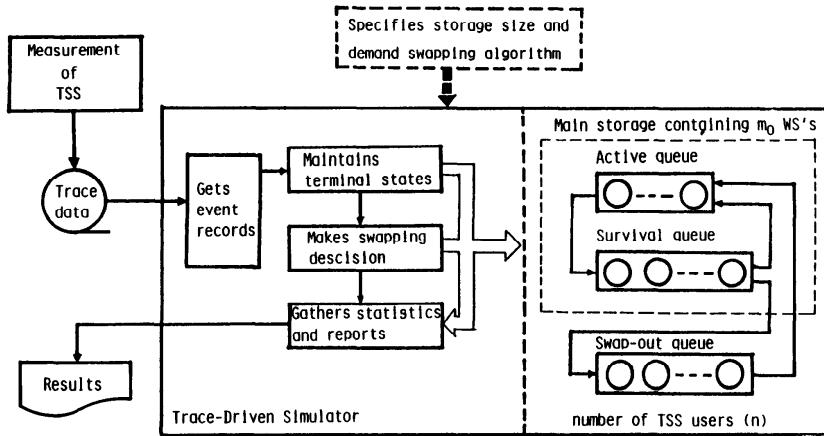 Specifies storage size and
demand swapping algorithm
Measurement
of
TSS
Trace
data
Gets
event
records
Maintains
terminal states
Makes swapping
descision
Gathers statistics
and reports
Results
Trace-Driven Simulator
Main storage containing m₀ WS's
Active queue
Survival queue
Swap-out queue
number of TSS users (n)